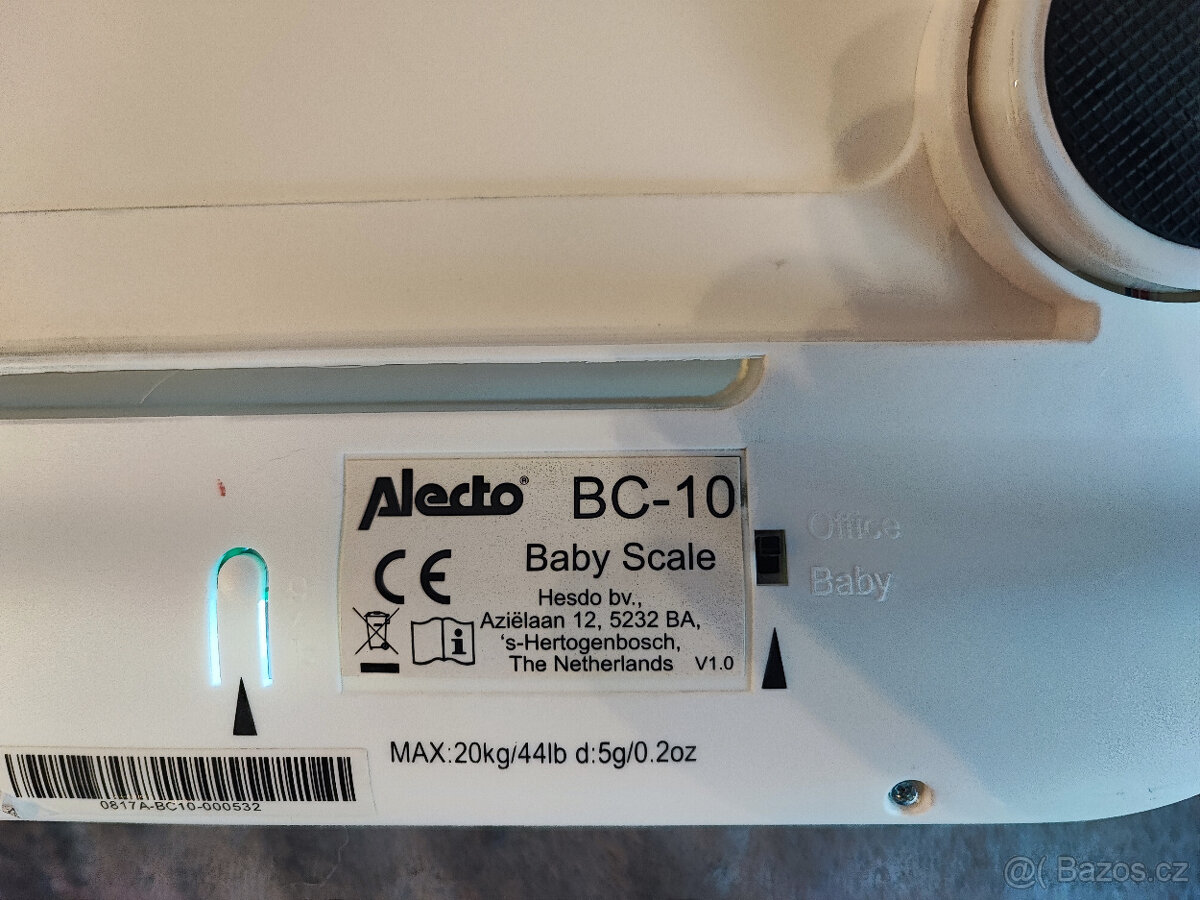 Alecto® BC-10
CE
Baby Scale
Hesdo bv.,
Aziëlaan 12, 5232 BA,
‘s-Hertogenbosch,
The Netherlands V1.0
Office
Baby
MAX:20kg/44lb d:5g/0.2oz
0817A-BC10-000532
@( Bazos.cz